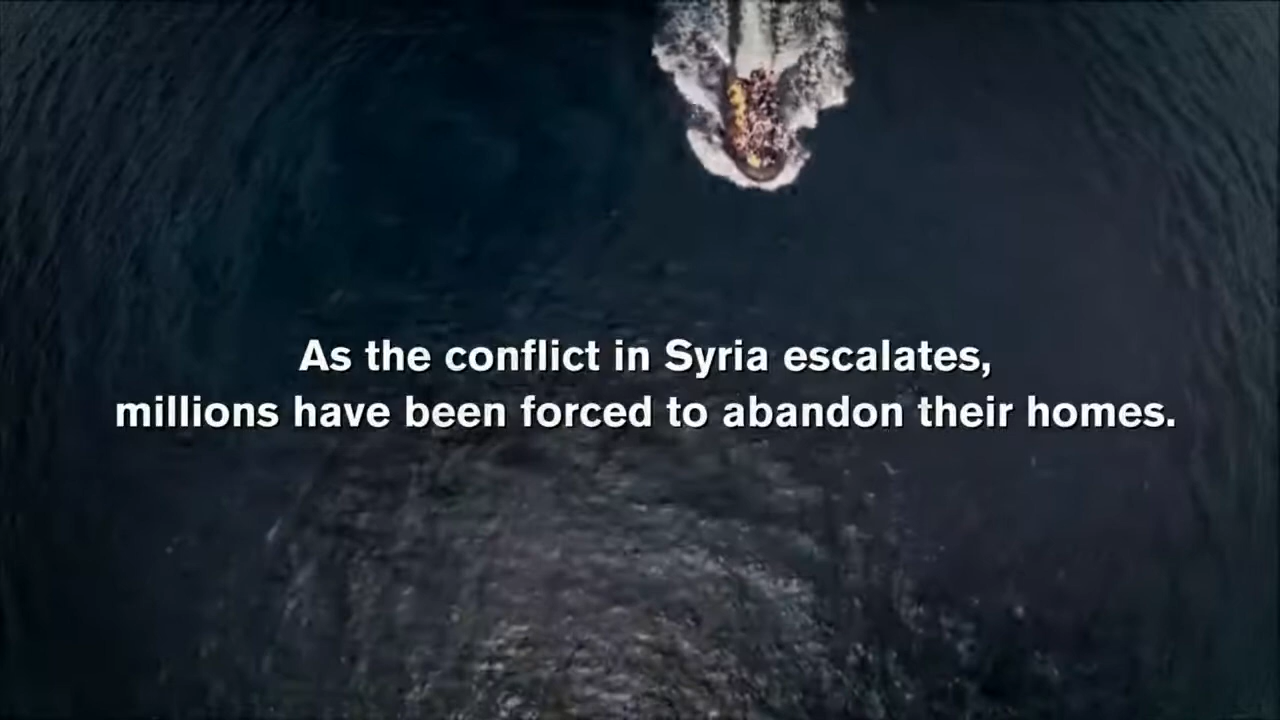 As the conflict in Syria escalates,
millions have been forced to abandon their homes.